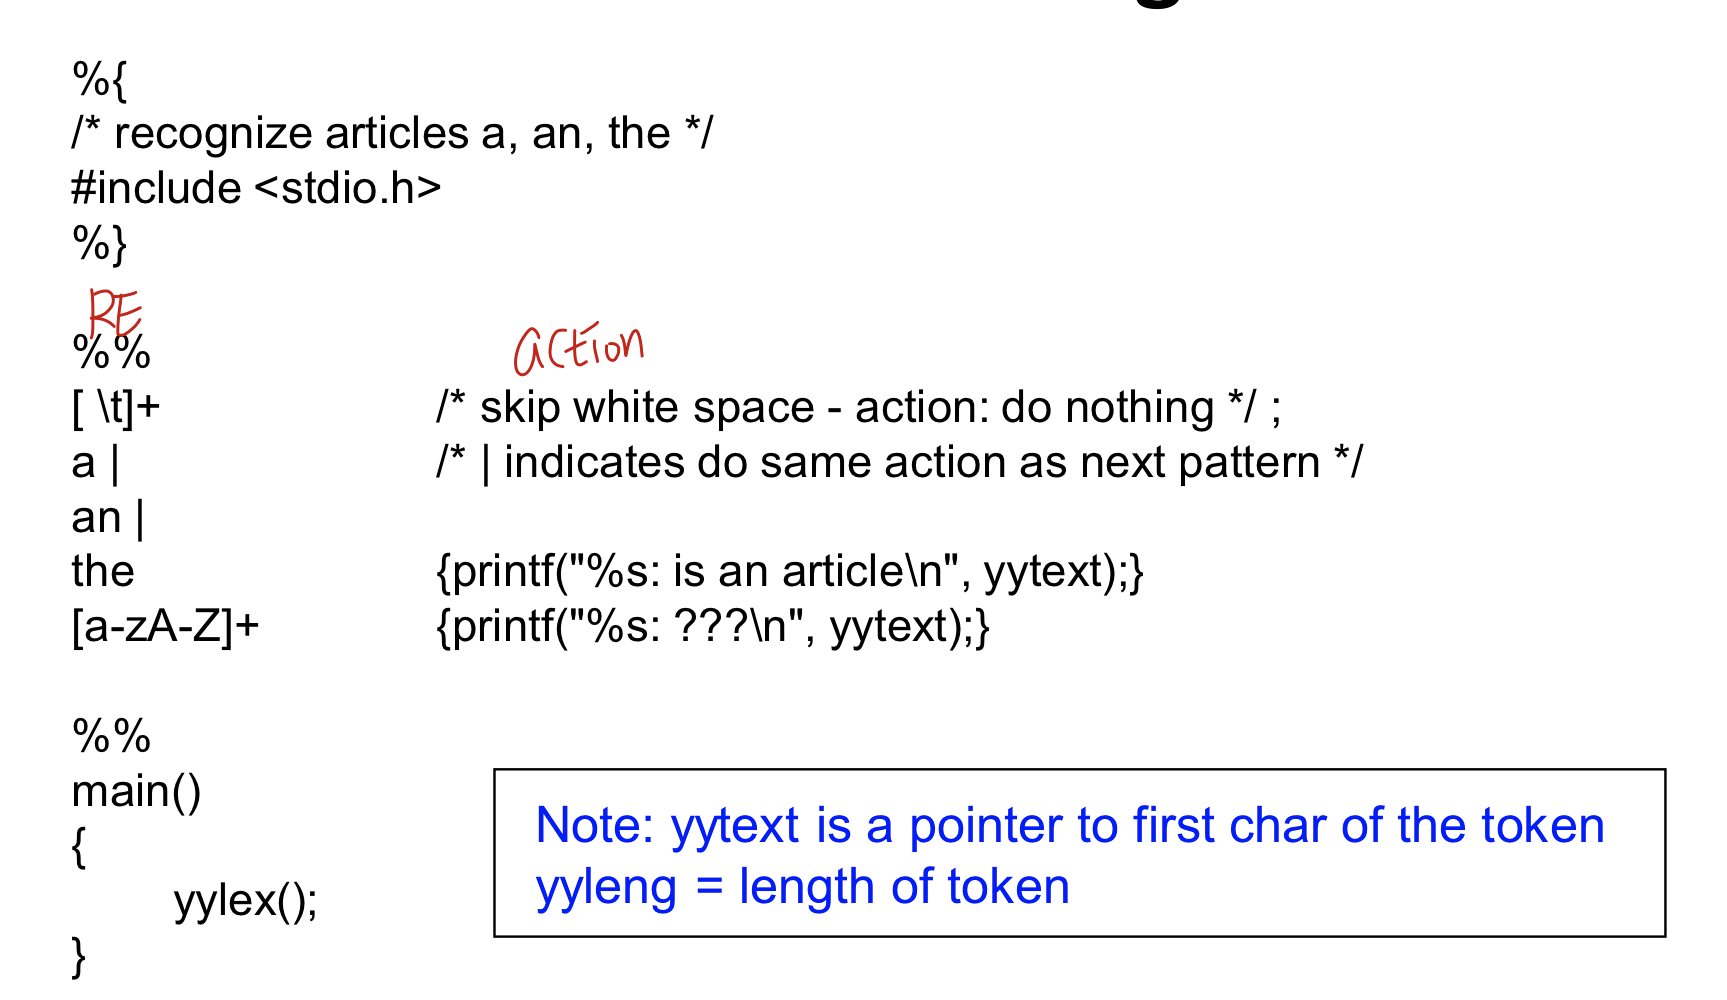 %{
/* recognize articles a, an, the */
#include <stdio.h>
%}
RE
%%
action
[ \t]+ /* skip white space - action: do nothing */ ;
a | /* | indicates do same action as next pattern */
an |
the {printf("%s: is an article\n", yytext);}
[a-zA-Z]+ {printf("%s: ???\n", yytext);}
%%
main()
{
yylex();
}
Note: yytext is a pointer to first char of the token
yyleng = length of token